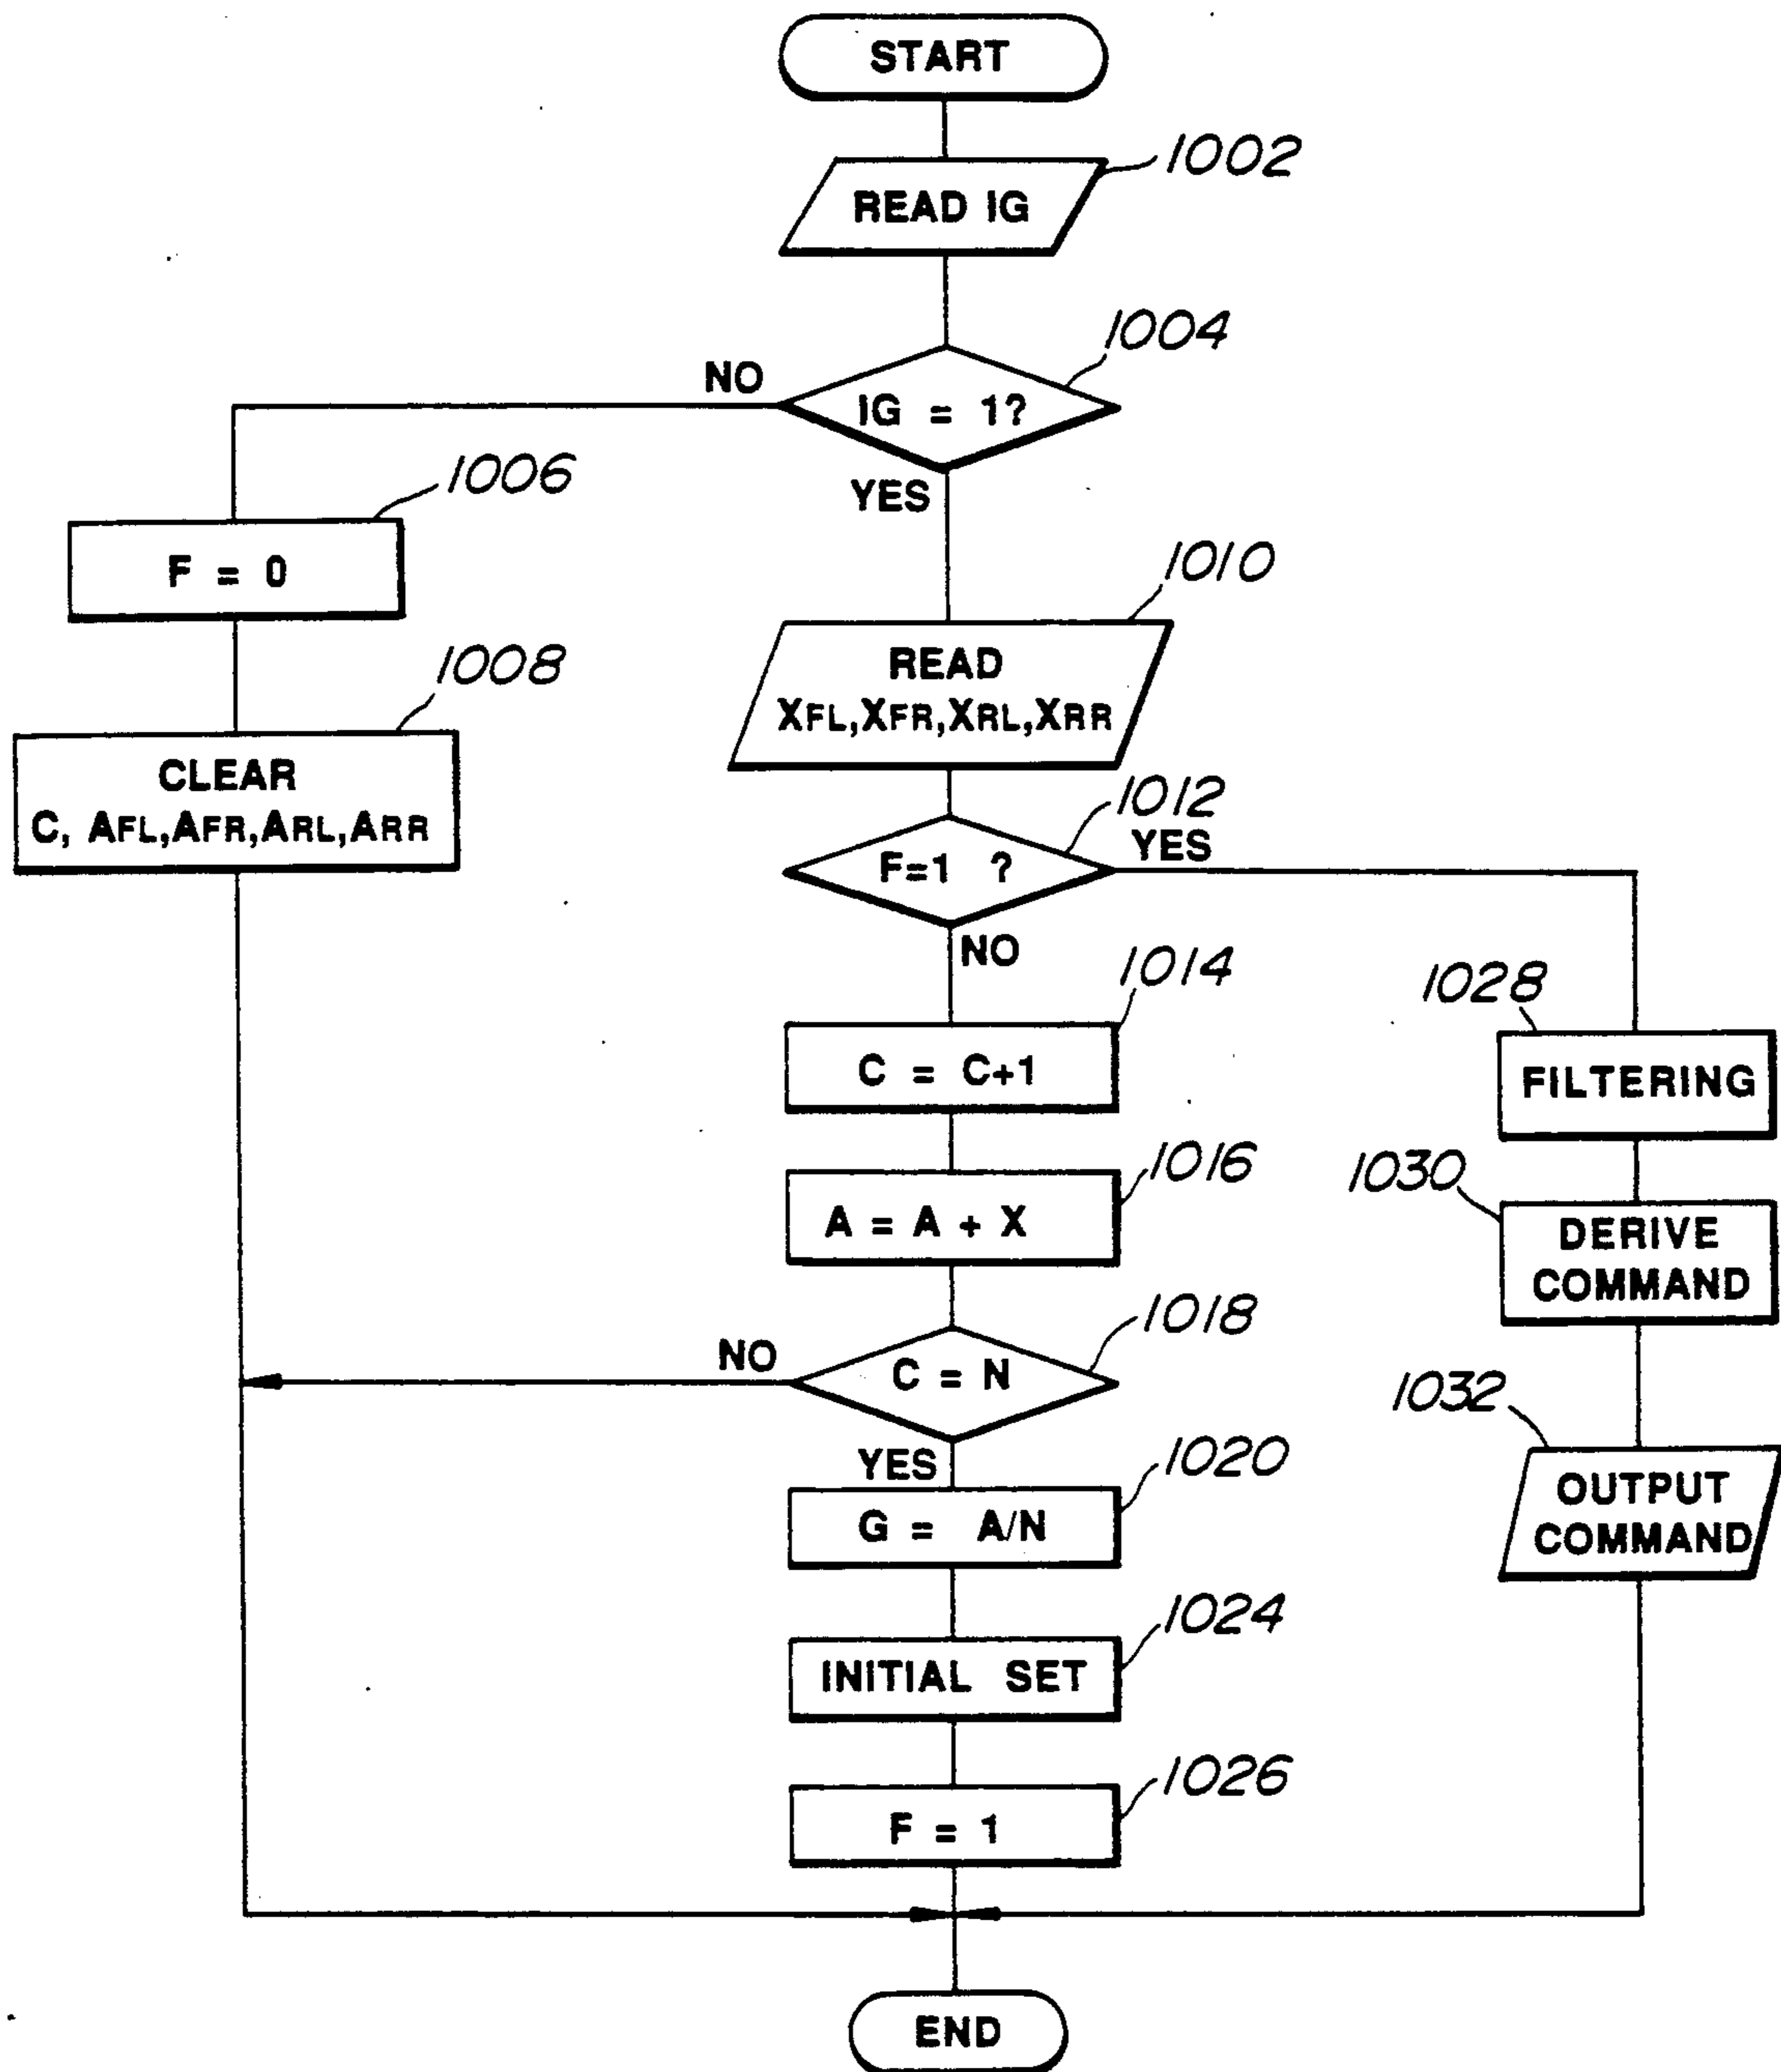 START
1002
READ IG
1004
NO
IG = 1?
YES
1006
F = 0
1008
CLEAR
C, AFL,AFR,ARL,ARR
1010
READ
XFL,XFR,XRL,XRR
1012
YES
F=1 ?
NO
1014
C = C+1
1016
A = A + X
1018
NO
C = N
YES
1020
G = A/N
1024
INITIAL SET
1026
F = 1
1028
FILTERING
1030
DERIVE
COMMAND
1032
OUTPUT
COMMAND
END